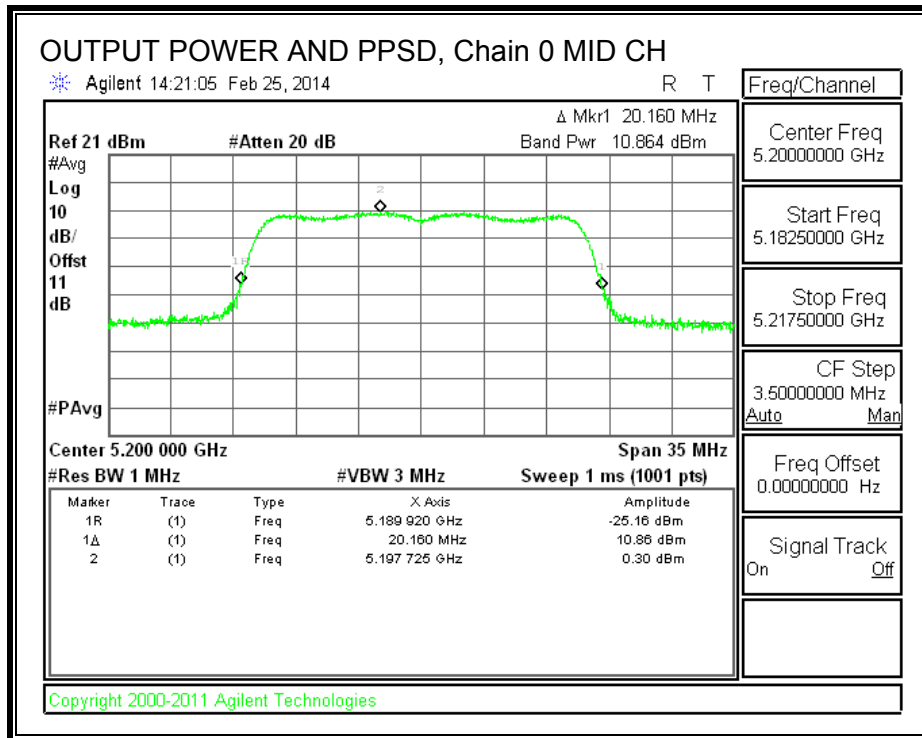 OUTPUT POWER AND PPSD, Chain 0 MID CH
Agilent 14:21:05 Feb 25, 2014 R T
Δ Mkr1 20.160 MHz
Ref 21 dBm #Atten 20 dB Band Pwr 10.864 dBm
#Avg
Log
10
dB/
Offst
11
dB
#PAvg
2
1R
1
Center 5.200 000 GHz Span 35 MHz
#Res BW 1 MHz #VBW 3 MHz Sweep 1 ms (1001 pts)
Marker Trace Type X Axis Amplitude
1R (1) Freq 5.189 920 GHz -25.16 dBm
1Δ (1) Freq 20.160 MHz 10.86 dBm
2 (1) Freq 5.197 725 GHz 0.30 dBm
Freq/Channel
Center Freq
5.20000000 GHz
Start Freq
5.18250000 GHz
Stop Freq
5.21750000 GHz
CF Step
3.50000000 MHz
Auto Man
Freq Offset
0.00000000 Hz
Signal Track
On Off
Copyright 2000-2011 Agilent Technologies